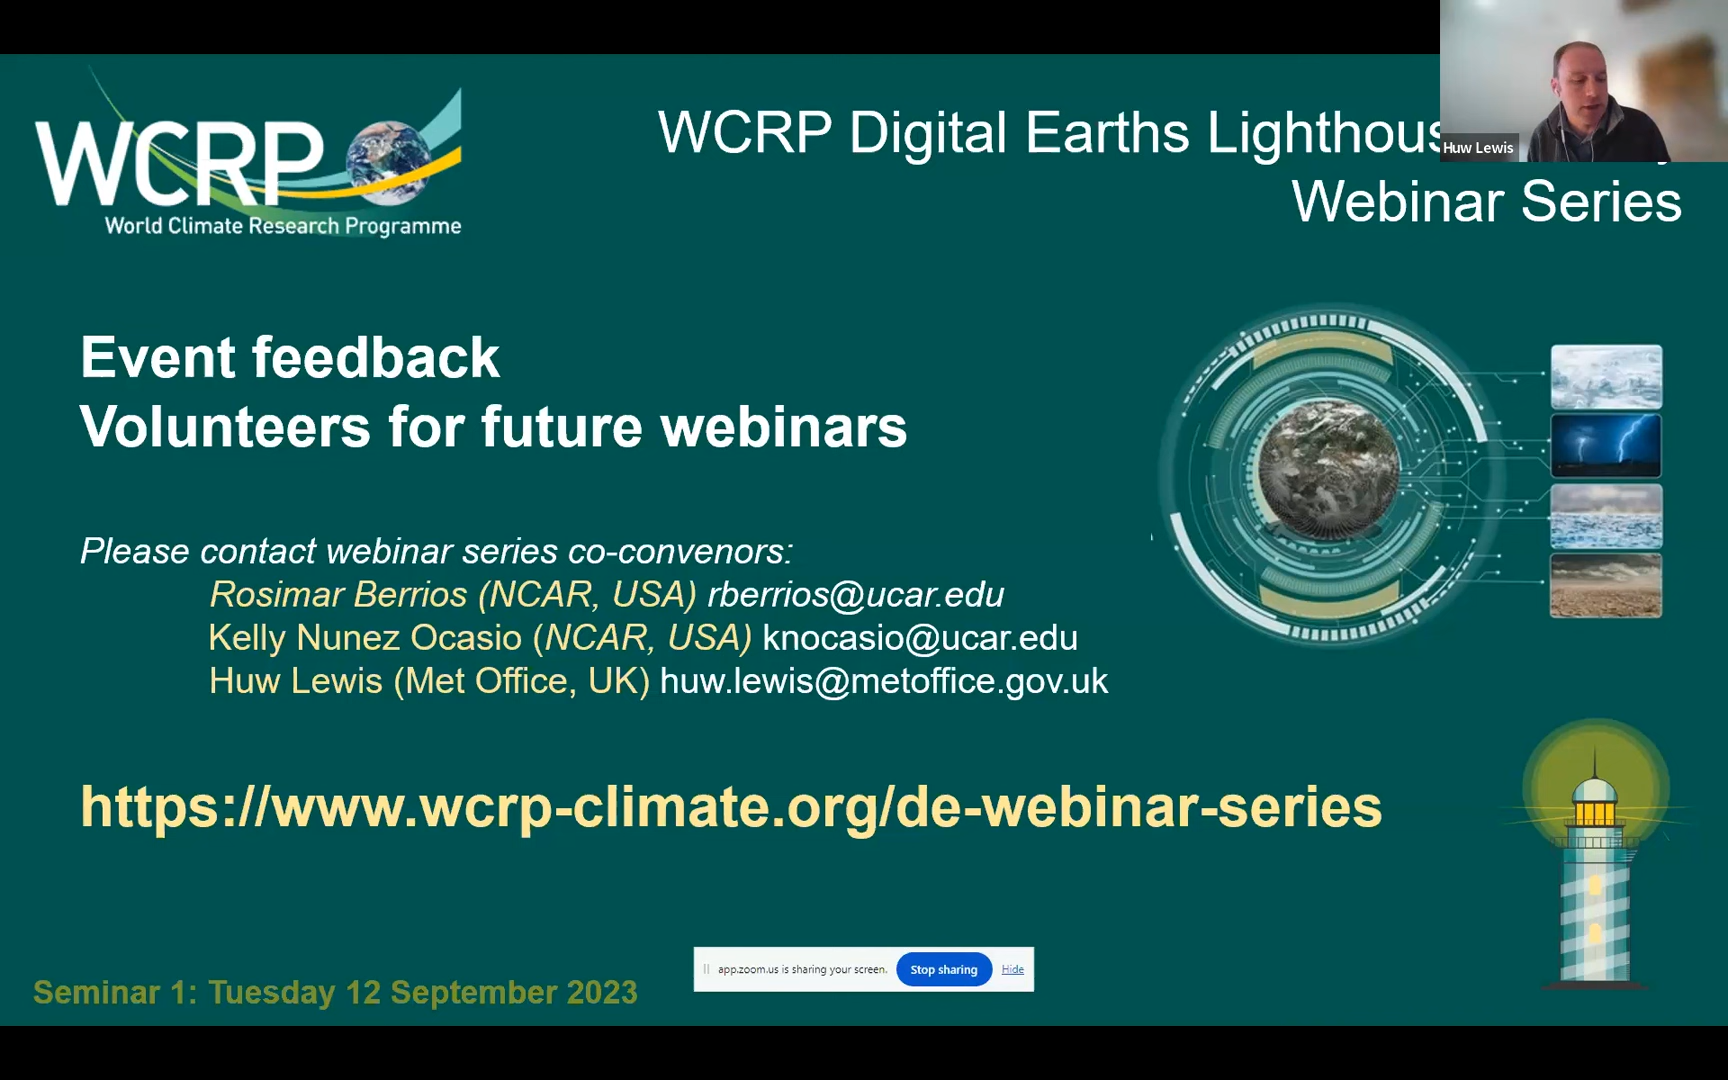 WCRP
World Climate Research Programme
WCRP Digital Earths Lighthous
Webinar Series
Huw Lewis
Event feedback
Volunteers for future webinars
Please contact webinar series co-convenors:
Rosimar Berrios (NCAR, USA) rberrios@ucar.edu
Kelly Nunez Ocasio (NCAR, USA) knocasio@ucar.edu
Huw Lewis (Met Office, UK) huw.lewis@metoffice.gov.uk
https://www.wcrp-climate.org/de-webinar-series
app.zoom.us is sharing your screen. Stop sharing Hide
Seminar 1: Tuesday 12 September 2023